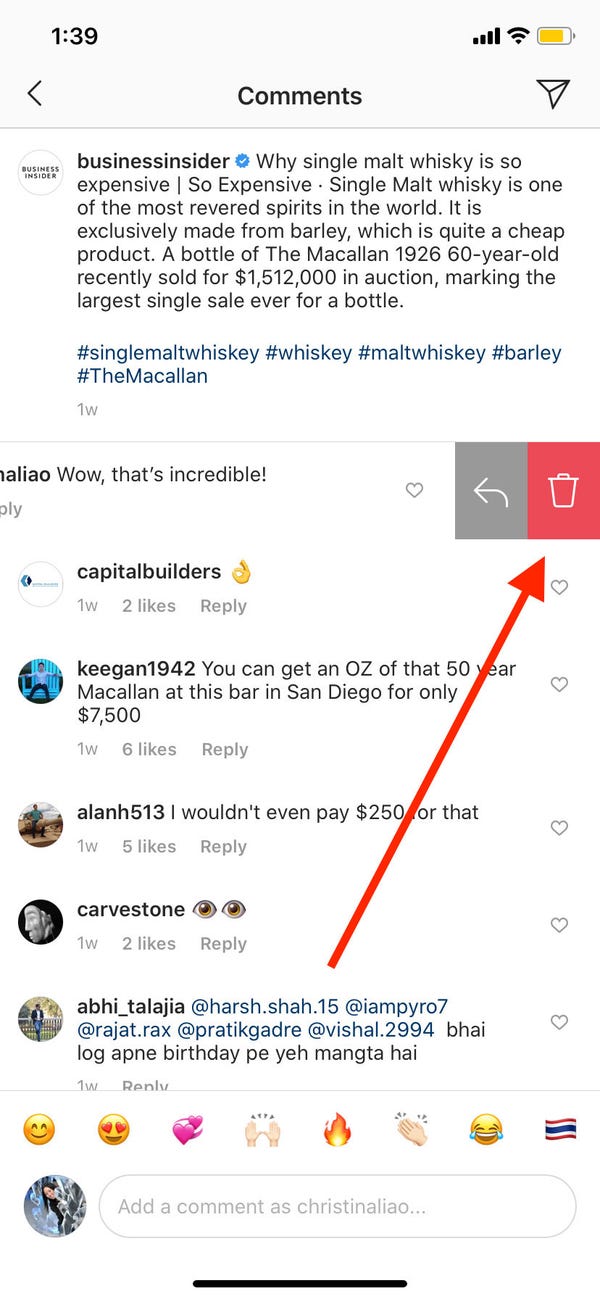 1:39
Comments
BUSINESS
INSIDER
businessinsider Why single malt whisky is so
expensive | So Expensive · Single Malt whisky is one
of the most revered spirits in the world. It is
exclusively made from barley, which is quite a cheap
product. A bottle of The Macallan 1926 60-year-old
recently sold for $1,512,000 in auction, marking the
largest single sale ever for a bottle.
#singlemaltwhiskey #whiskey #maltwhiskey #barley
#TheMacallan
1w
naliao Wow, that’s incredible!
ply
capitalbuilders 👌
1w 2 likes Reply
keegan1942 You can get an OZ of that 50 year
Macallan at this bar in San Diego for only
$7,500
1w 6 likes Reply
alanh513 I wouldn't even pay $250 for that
1w 5 likes Reply
carvestone 👁️👁️
1w 2 likes Reply
abhi_talajia @harsh.shah.15 @iampyro7
@rajat.rax @pratikgadre @vishal.2994 bhai
log apne birthday pe yeh mangta hai
1w Reply
Add a comment as christinaliao...